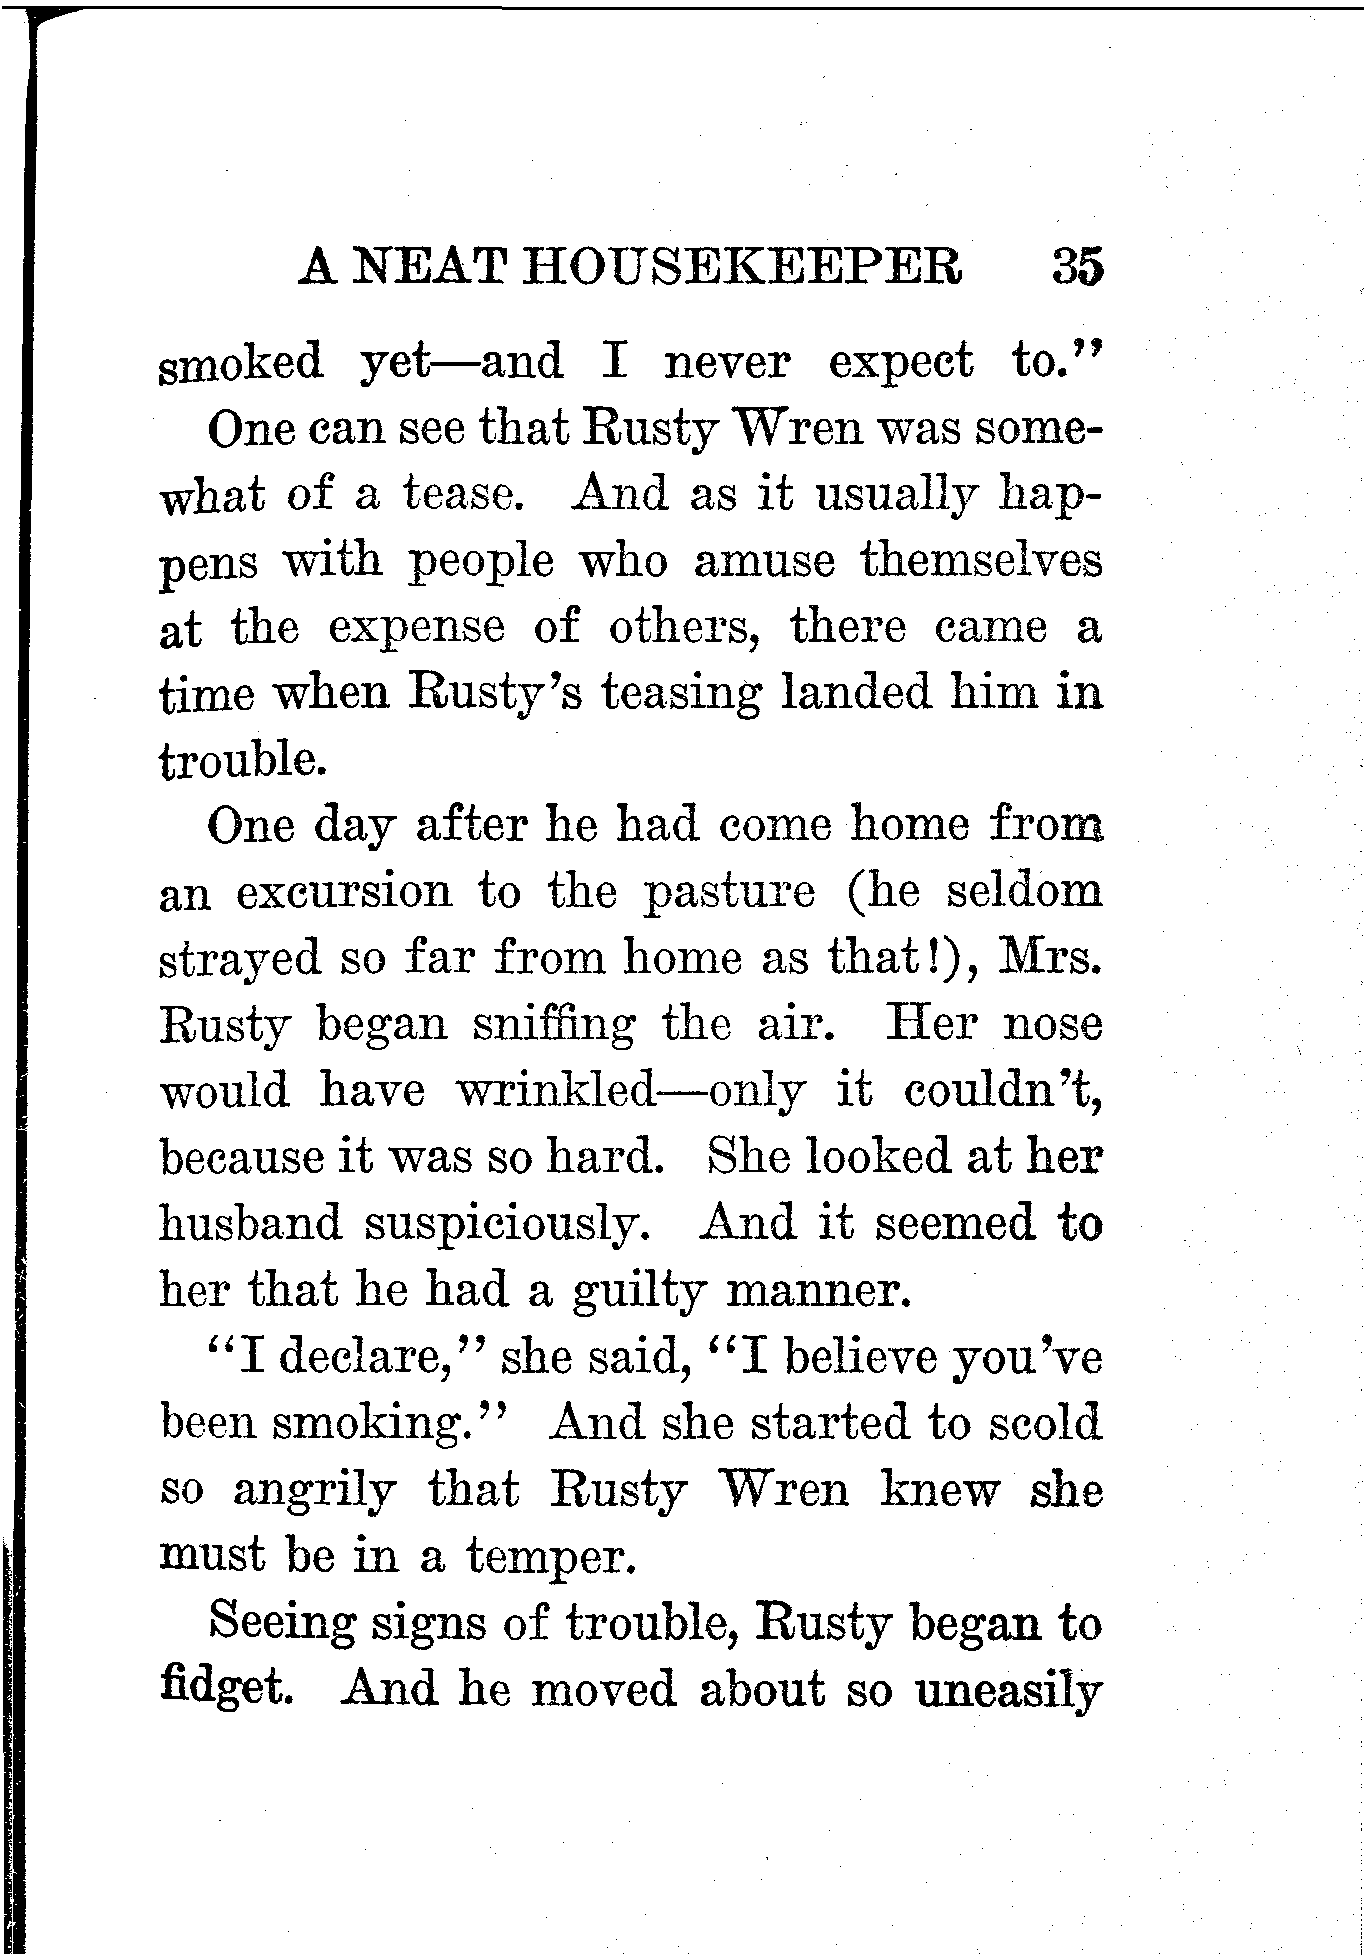 A NEAT HOUSEKEEPER 35
smoked yet—and I never expect to."
One can see that Rusty Wren was some-
what of a tease. And as it usually hap-
pens with people who amuse themselves
at the expense of others, there came a
time when Rusty's teasing landed him in
trouble.
One day after he had come home from
an excursion to the pasture (he seldom
strayed so far from home as that!), Mrs.
Rusty began sniffing the air. Her nose
would have wrinkled—only it couldn't,
because it was so hard. She looked at her
husband suspiciously. And it seemed to
her that he had a guilty manner.
"I declare," she said, "I believe you've
been smoking." And she started to scold
so angrily that Rusty Wren knew she
must be in a temper.
Seeing signs of trouble, Rusty began to
fidget. And he moved about so uneasily